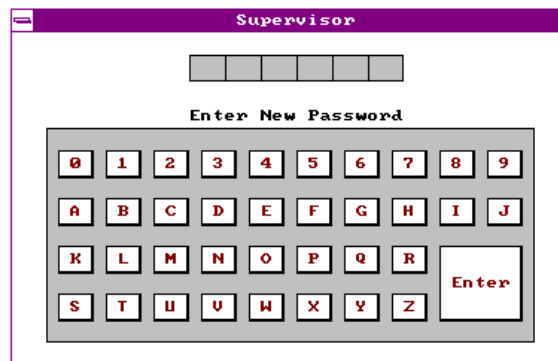 Supervisor
Enter New Password
0 1 2 3 4 5 6 7 8 9
A B C D E F G H I J
K L M N O P Q R
Enter
S T U V W X Y Z